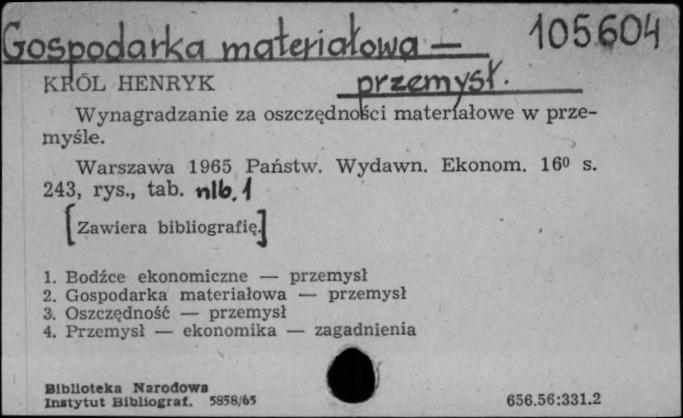 Gospodarka materiałowa — 105604
KRÓL HENRYK przemysł.
Wynagradzanie za oszczędności materiałowe w prze-
myśle.
Warszawa 1965 Państw. Wydawn. Ekonom. 16⁰ s.
243, rys., tab. nlb. 1
[Zawiera bibliografię.]
1. Bodźce ekonomiczne — przemysł
2. Gospodarka materiałowa — przemysł
3. Oszczędność — przemysł
4. Przemysł — ekonomika — zagadnienia
Biblioteka Narodowa
Instytut Bibliograf. 5858/65 656.56:331.2